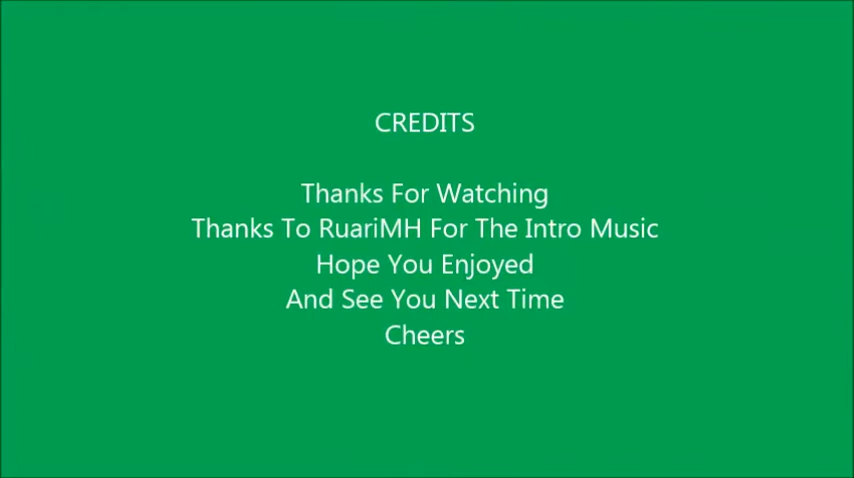 CREDITS
Thanks For Watching
Thanks To RuariMH For The Intro Music
Hope You Enjoyed
And See You Next Time
Cheers